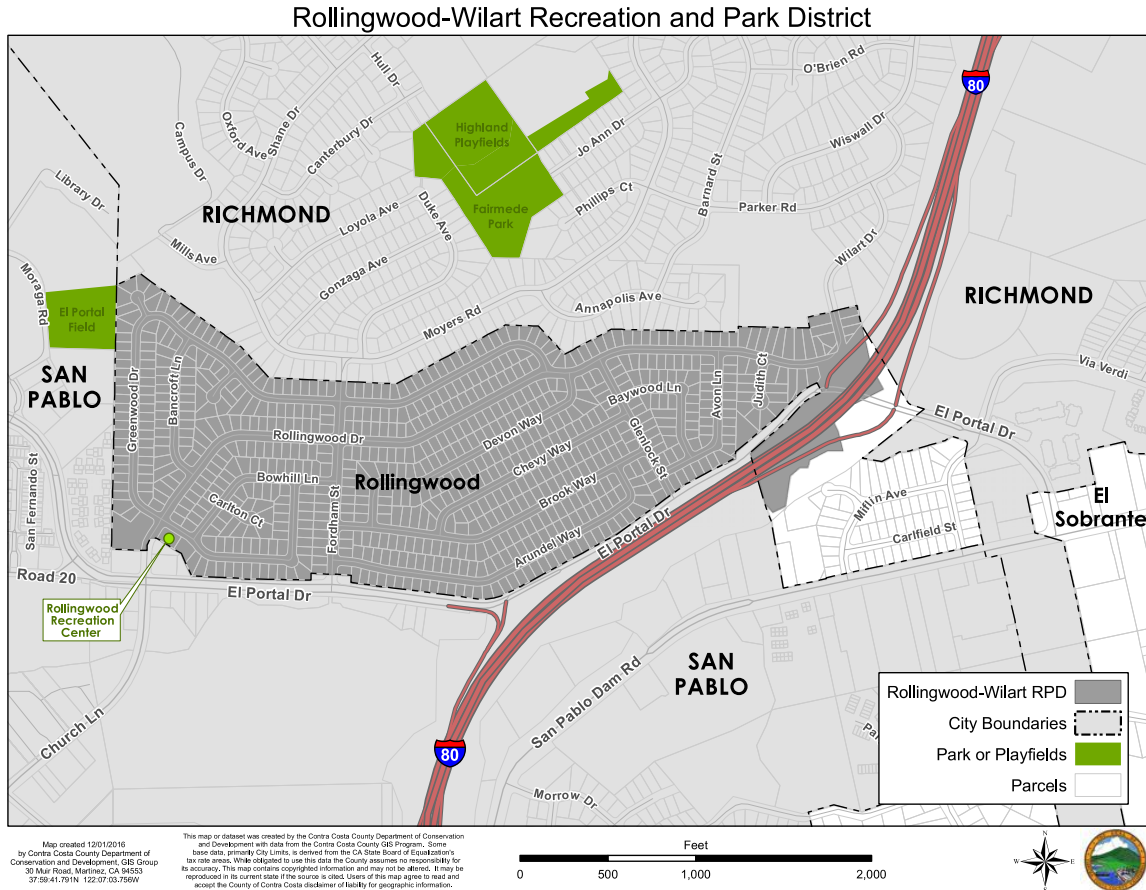 Rollingwood-Wilart Recreation and Park District
Hull Dr
O'Brien Rd
80
Oxford Ave
Shane Dr
Campus Dr
Canterbury Dr
Highland
Playfields
Jo Ann Dr
Wiswall Dr
Library Dr
Barnard St
Phillips Ct
RICHMOND
Loyola Ave
Duke Ave
Fairmede
Park
Parker Rd
Mills Ave
Wilart Dr
Gonzaga Ave
Moraga Rd
El Portal
Field
Annapolis Ave
RICHMOND
Moyers Rd
SAN
PABLO
Via Verdi
Greenwood Dr
Bancroft Ln
Baywood Ln
Avon Ln
Judith Ct
El Portal Dr
Rollingwood Dr
Devon Way
Glenlock St
Chevy Way
San Fernando St
Bowhill Ln
Rollingwood
Brook Way
Miflin Ave
El
Sobrante
Carlton Ct
Fordham St
Carlfield St
Arundel Way
El Portal Dr
Road 20
El Portal Dr
Rollingwood
Recreation
Center
SAN
PABLO
San Pablo Dam Rd
Church Ln
80
Morrow Dr
Rollingwood-Wilart RPD
City Boundaries
Park or Playfields
Parcels
Map created 12/01/2016
by Contra Costa County Department of
Conservation and Development, GIS Group
30 Muir Road, Martinez, CA 94553
37:59:41.791N 122:07:03.756W
This map or dataset was created by the Contra Costa County Department of Conservation
and Development with data from the Contra Costa County GIS Program. Some
base data, primarily City Limits, is derived from the CA State Board of Equalization's
tax rate areas. While obligated to use this data the County assumes no responsibility for
its accuracy. This map contains copyrighted information and may not be altered. It may be
reproduced in its current state if the source is cited. Users of this map agree to read and
accept the County of Contra Costa disclaimer of liability for geographic information.
Feet
0 500 1,000 2,000
N
W E
S